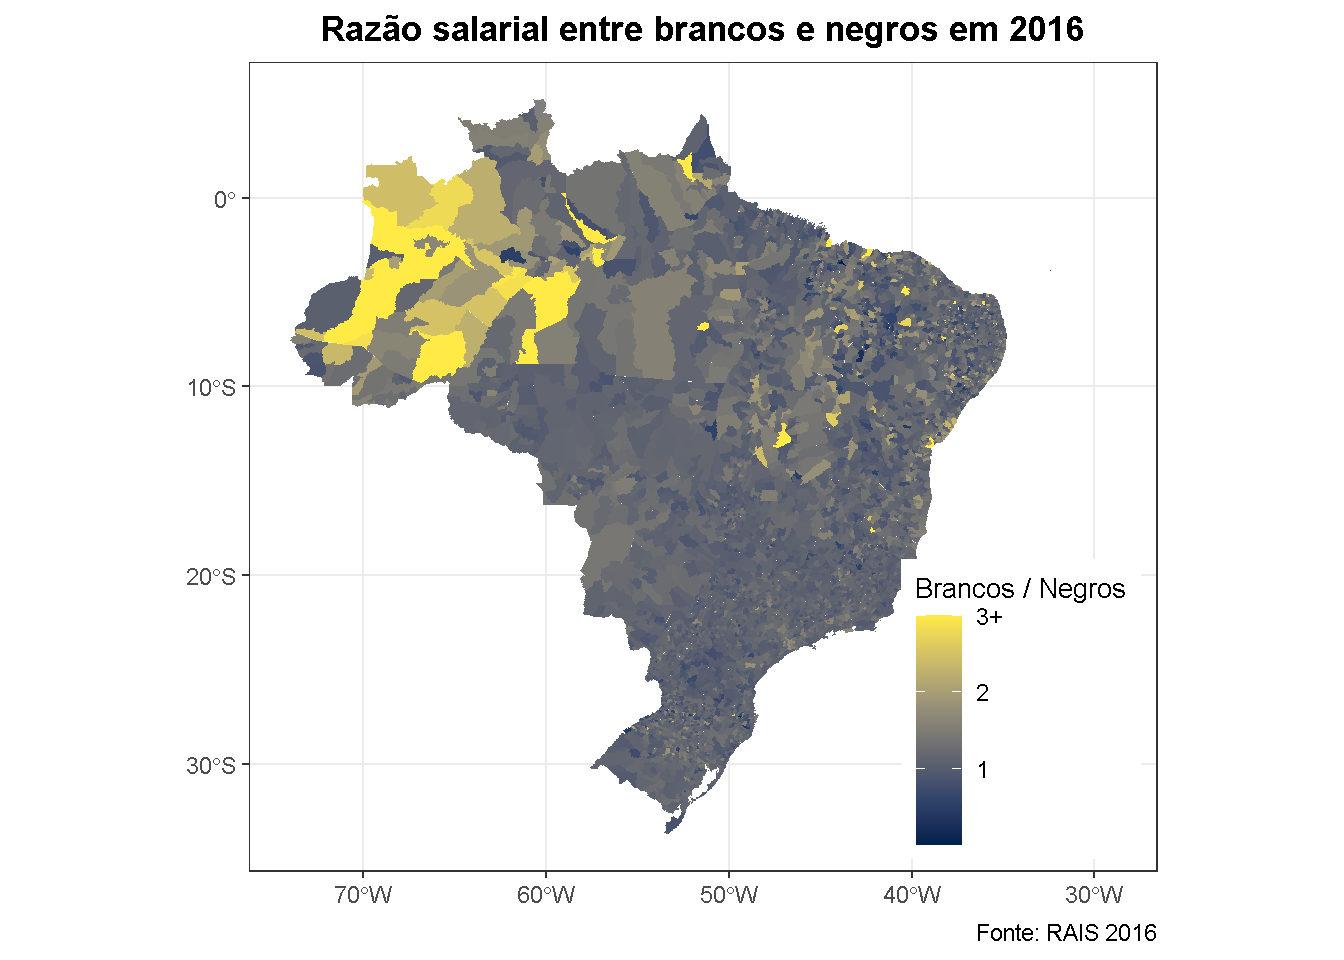 Razão salarial entre brancos e negros em 2016
0°
10°S
20°S
30°S
Brancos / Negros
3+
2
1
70°W
60°W
50°W
40°W
30°W
Fonte: RAIS 2016